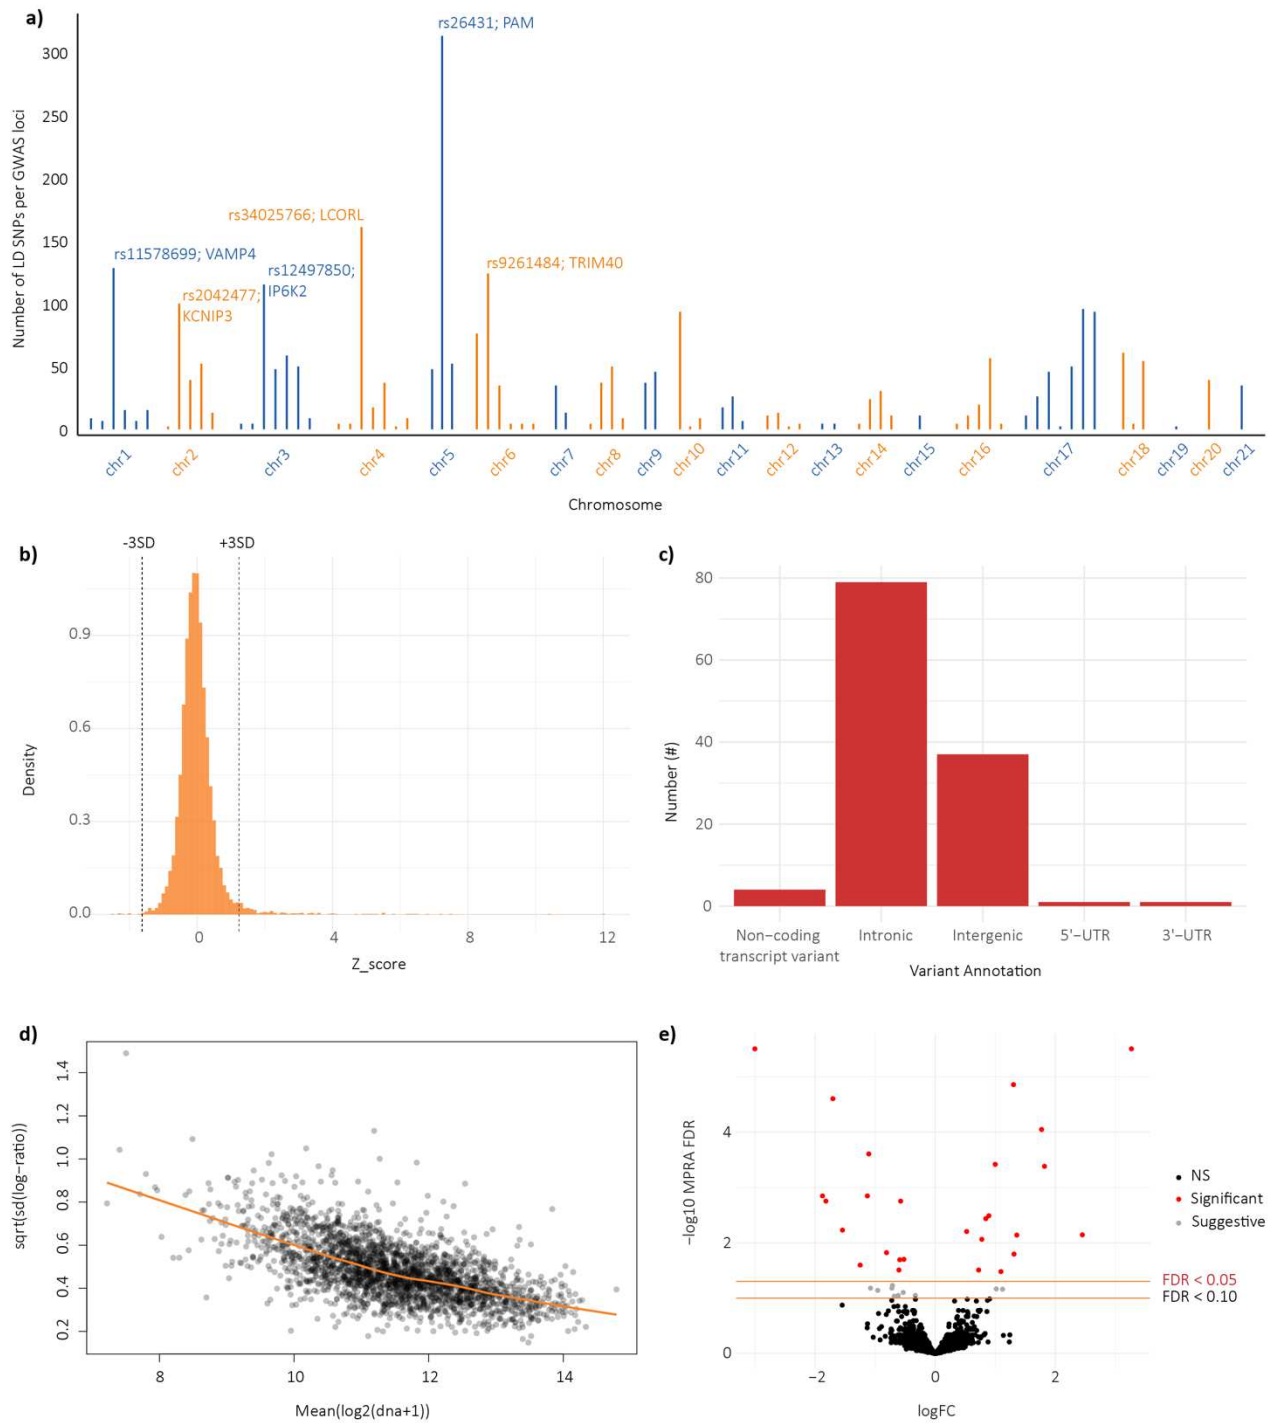 a)
rs26431; PAM
300
250
200
150
100
50
0
Number of LD SNPs per GWAS loci
rs34025766; LCORL
rs11578699; VAMP4
rs12497850;
IP6K2
rs9261484; TRIM40
rs2042477;
KCNIP3
chr1 chr2 chr3 chr4 chr5 chr6 chr7 chr8 chr9 chr10 chr11 chr12 chr13 chr14 chr15 chr16 chr17 chr18 chr19 chr20 chr21
Chromosome
b)
-3SD +3SD
0.9
0.6
0.3
0.0
Density
0 4 8 12
Z_score
c)
80
60
40
20
0
Number (#)
Non−coding
transcript variant
Intronic
Intergenic
5'−UTR
3'−UTR
Variant Annotation
d)
1.4
1.2
1.0
0.8
0.6
0.4
0.2
sqrt(sd(log−ratio))
8 10 12 14
Mean(log2(dna+1))
e)
4
2
0
−log10 MPRA FDR
NS
Significant
Suggestive
FDR < 0.05
FDR < 0.10
−2 0 2
logFC